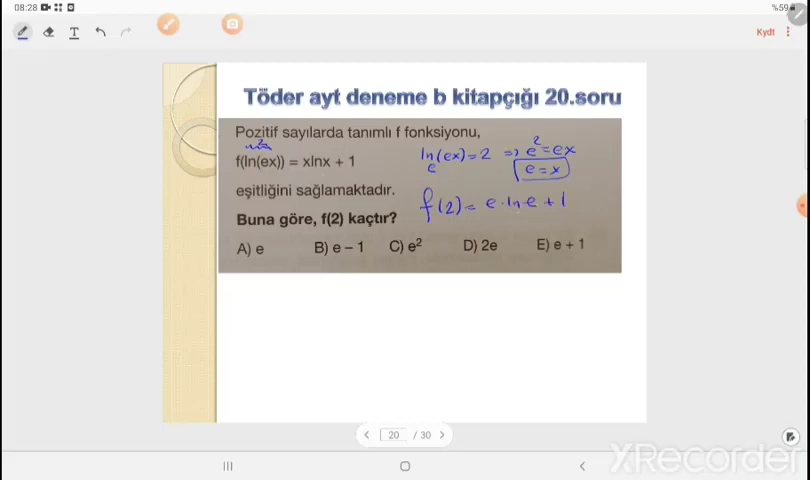 08:28
%59
Kydt
Töder ayt deneme b kitapçığı 20.soru
Pozitif sayılarda tanımlı f fonksiyonu,
f(ln(ex)) = xlnx + 1
eşitliğini sağlamaktadır.
Buna göre, f(2) kaçtır?
A) e B) e – 1 C) e² D) 2e E) e + 1
2
ln(ex)=2 ⇒ e²=ex
e
e=x
f(2)= e·ln e + 1
20 / 30
XRecorder